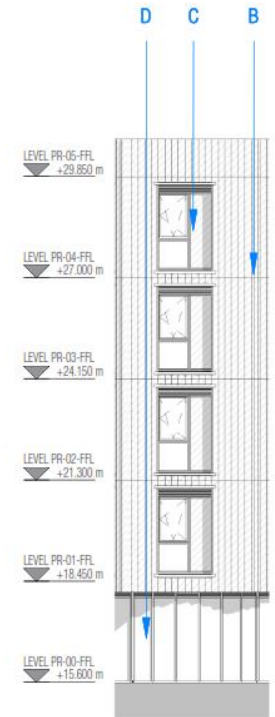 D C B
LEVEL PR-05-FFL
+29.850 m
LEVEL PR-04-FFL
+27.000 m
LEVEL PR-03-FFL
+24.150 m
LEVEL PR-02-FFL
+21.300 m
LEVEL PR-01-FFL
+18.450 m
LEVEL PR-00-FFL
+15.600 m